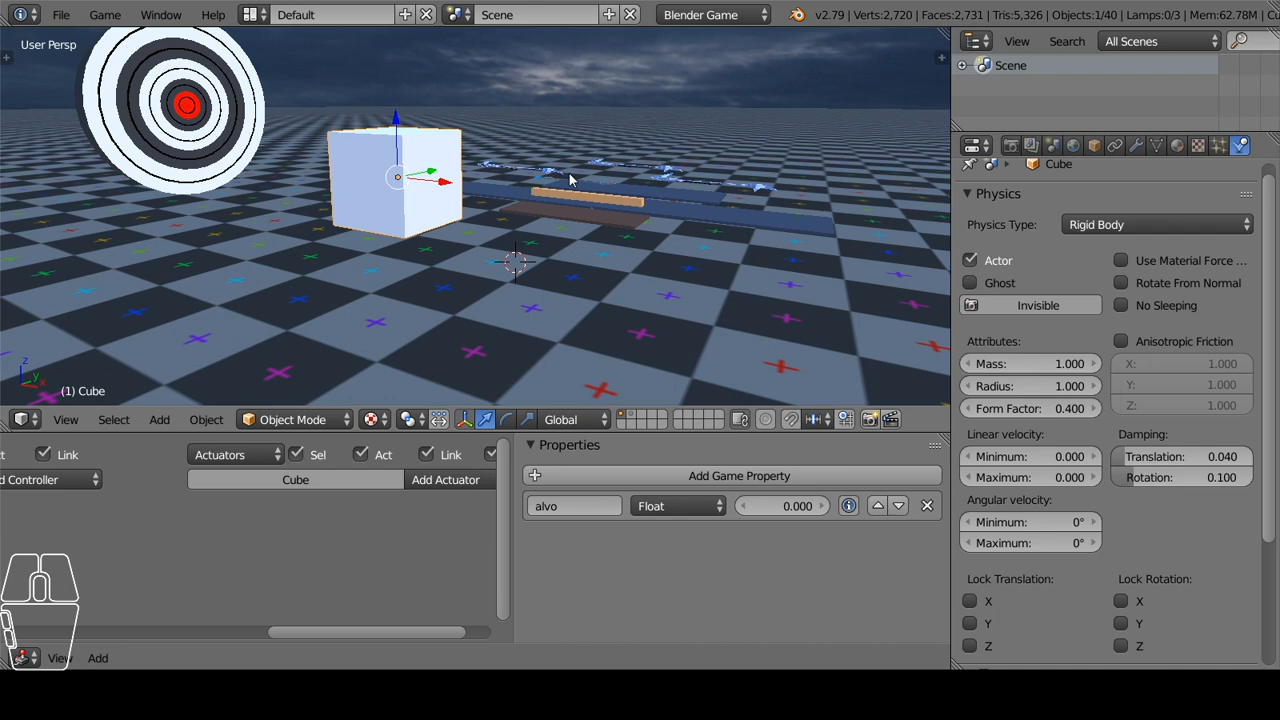 File Game Window Help Default Scene Blender Game v2.79 | Verts:2,720 | Faces:2,731 | Tris:5,326 | Objects:1/40 | Lamps:0/3 | Mem:62.78M | C
User Persp
(1) Cube
z
y
x
View Select Add Object Object Mode Global
Link Actuators Sel Act Link
d Controller Cube Add Actuator
View Add
Properties
Add Game Property
alvo Float 0.000
View Search All Scenes
Scene
Cube
Physics
Physics Type: Rigid Body
Actor Use Material Force ...
Ghost Rotate From Normal
Invisible No Sleeping
Attributes: Anisotropic Friction
Mass: 1.000 X: 1.000
Radius: 1.000 Y: 1.000
Form Factor: 0.400 Z: 1.000
Linear velocity: Damping:
Minimum: 0.000 Translation: 0.040
Maximum: 0.000 Rotation: 0.100
Angular velocity:
Minimum: 0°
Maximum: 0°
Lock Translation: Lock Rotation:
X X
Y Y
Z Z